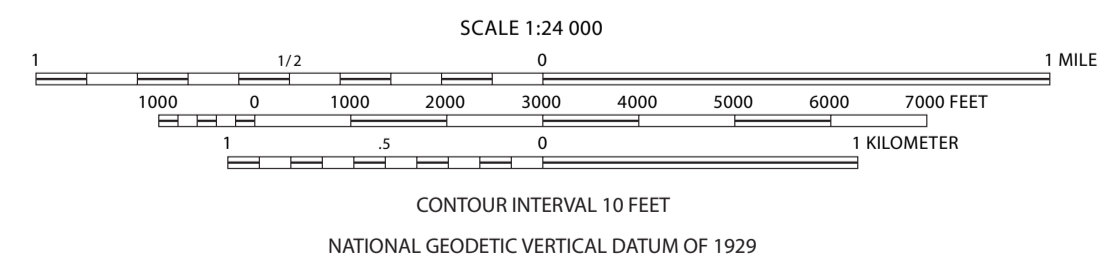 SCALE 1:24 000
1 1/2 0 1 MILE
1000 0 1000 2000 3000 4000 5000 6000 7000 FEET
1 .5 0 1 KILOMETER
CONTOUR INTERVAL 10 FEET
NATIONAL GEODETIC VERTICAL DATUM OF 1929